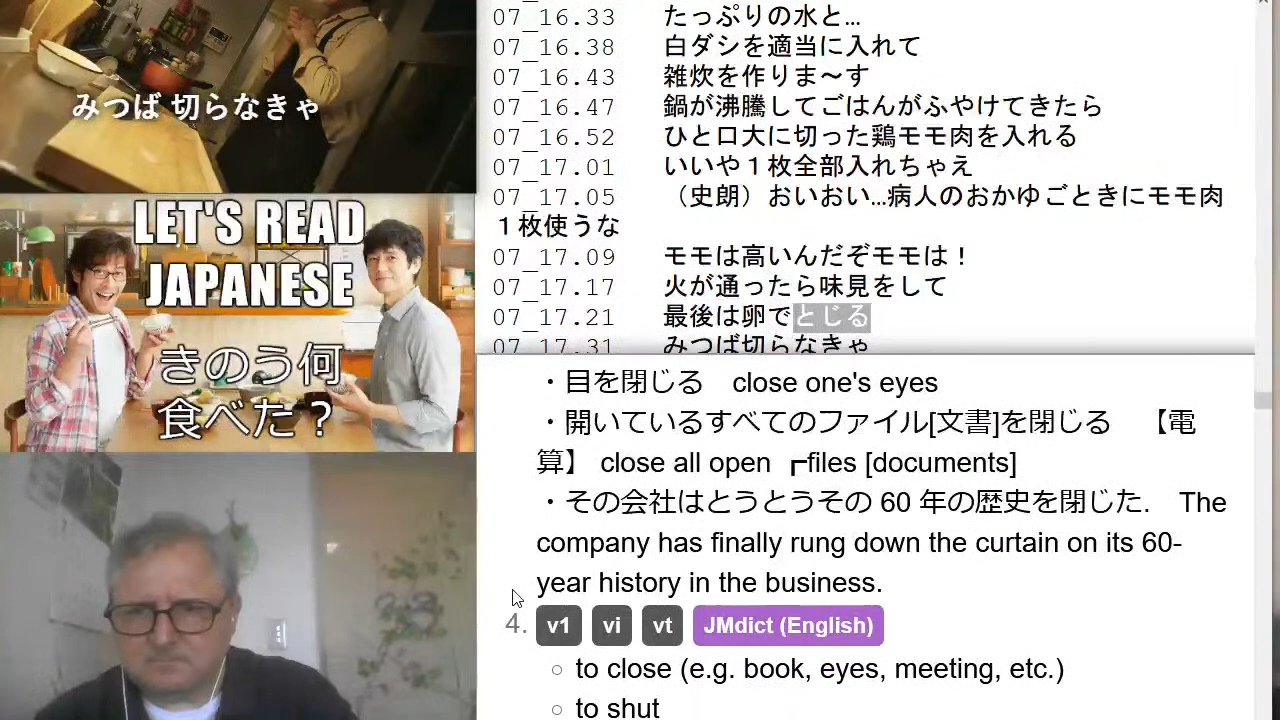 みつば 切らなきゃ
LET'S READ
JAPANESE
きのう何
食べた？
07_16.33 たっぷりの水と…
07_16.38 白ダシを適当に入れて
07_16.43 雑炊を作りま～す
07_16.47 鍋が沸騰してごはんがふやけてきたら
07_16.52 ひと口大に切った鶏モモ肉を入れる
07_17.01 いいや１枚全部入れちゃえ
07_17.05 （史朗）おいおい…病人のおかゆごときにモモ肉
１枚使うな
07_17.09 モモは高いんだぞモモは！
07_17.17 火が通ったら味見をして
07_17.21 最後は卵でとじる
07_17.31 みつば切らなきゃ
・目を閉じる　close one's eyes
・開いているすべてのファイル[文書]を閉じる　【電
算】 close all open ┏files [documents]
・その会社はとうとうその 60 年の歴史を閉じた.　The
company has finally rung down the curtain on its 60-
year history in the business.
4. v1 vi vt JMdict (English)
○ to close (e.g. book, eyes, meeting, etc.)
○ to shut